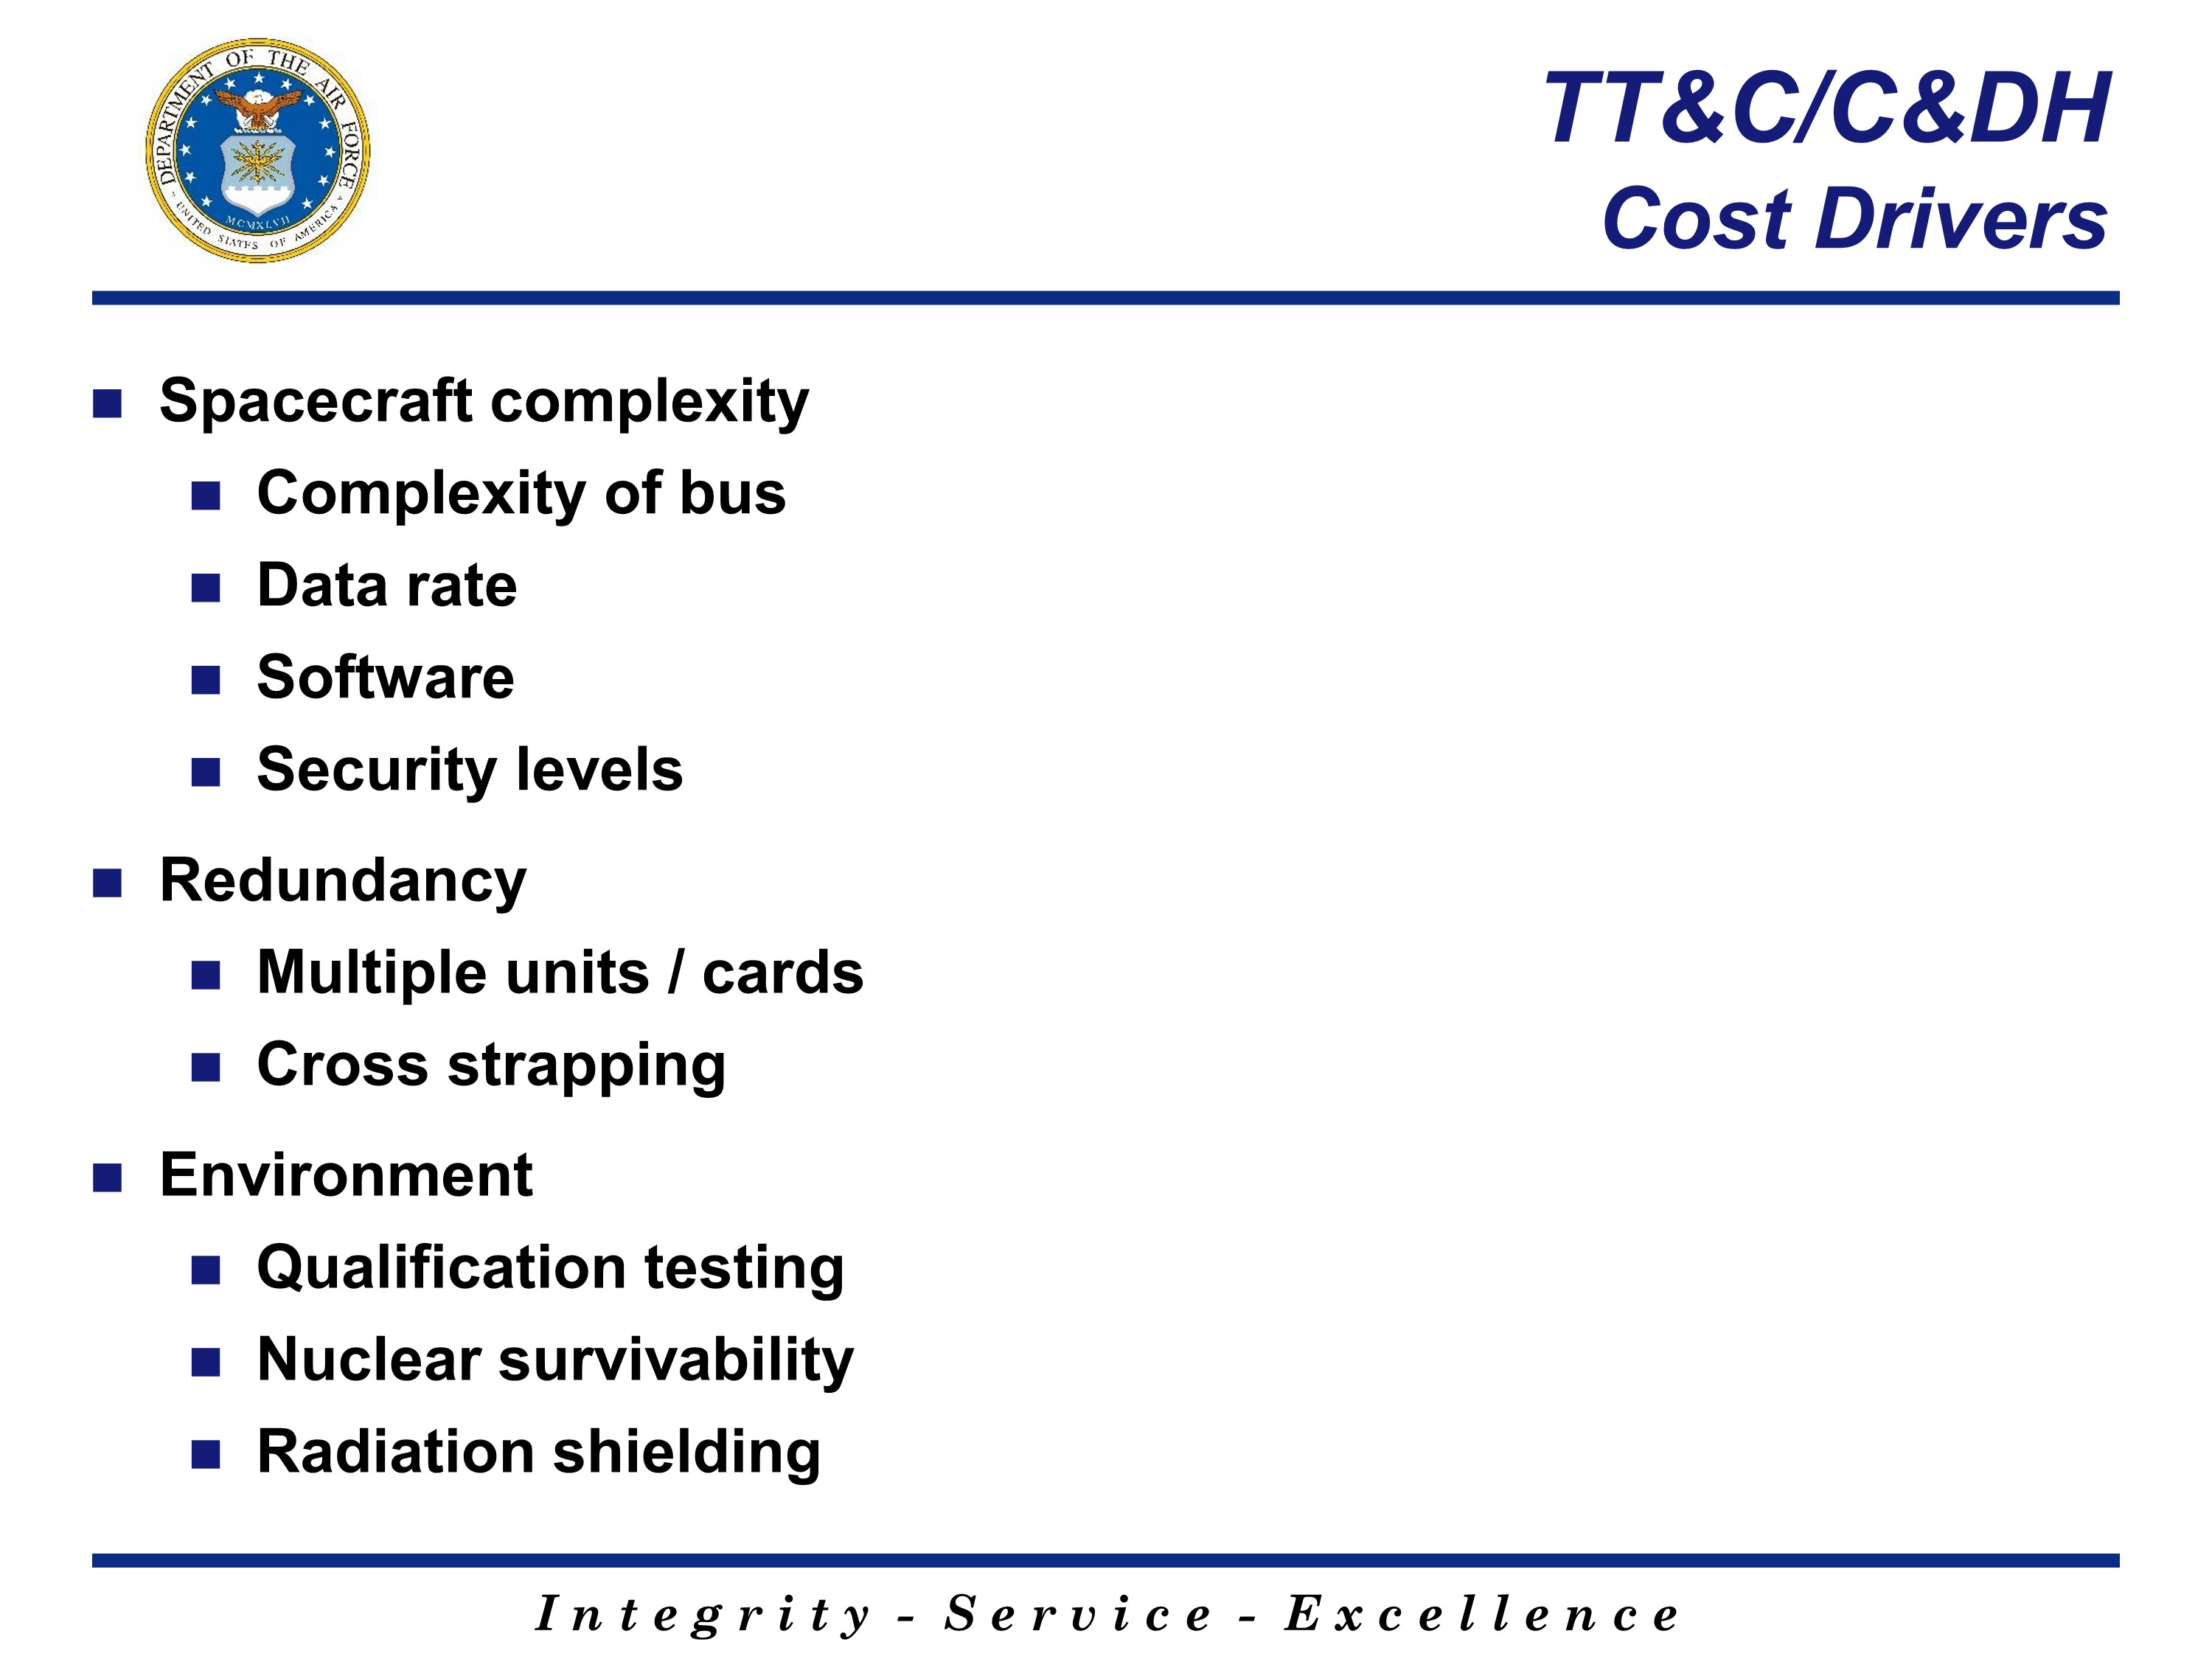 DEPARTMENT OF THE AIR FORCE
MCMXLVII
UNITED STATES OF AMERICA
TT&C/C&DH
Cost Drivers
Spacecraft complexity
Complexity of bus
Data rate
Software
Security levels
Redundancy
Multiple units / cards
Cross strapping
Environment
Qualification testing
Nuclear survivability
Radiation shielding
Integrity - Service - Excellence